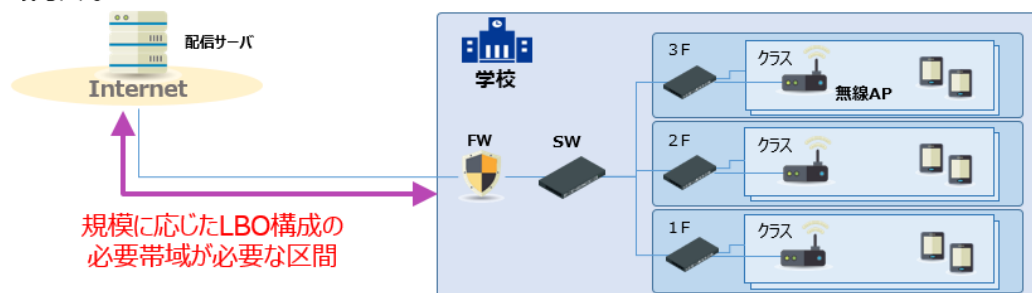 配信サーバ
Internet
学校
FW
SW
3F
クラス
無線AP
2F
クラス
1F
クラス
規模に応じたLBO構成の
必要帯域が必要な区間